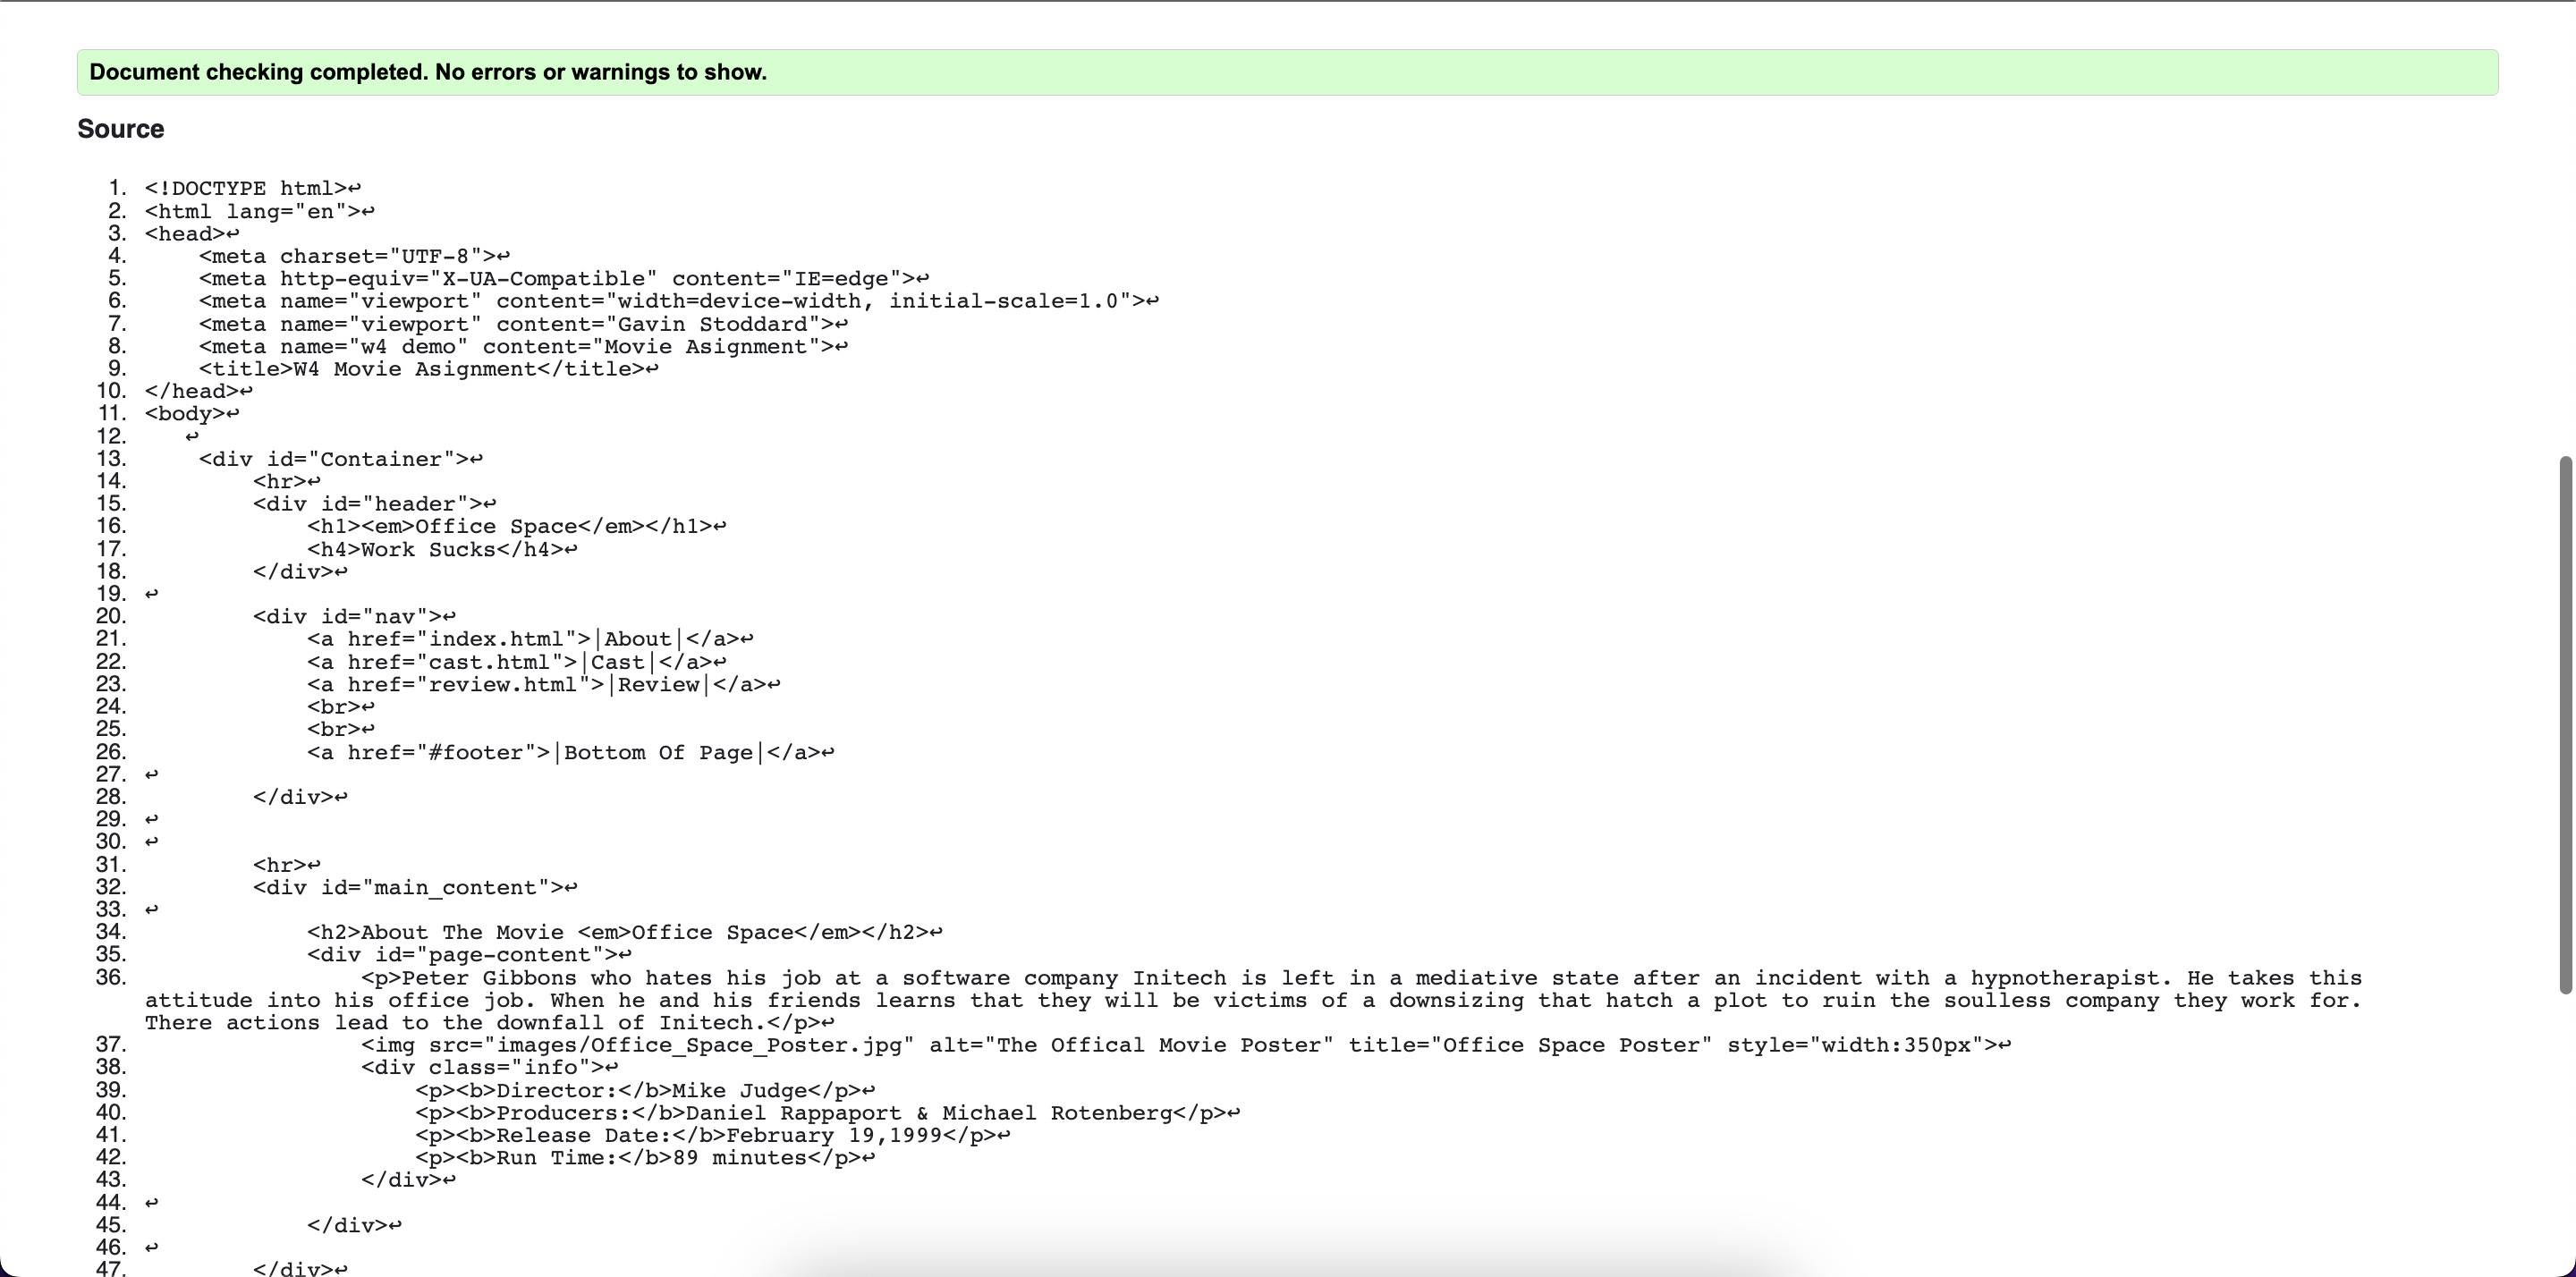 Document checking completed. No errors or warnings to show.
Source
1. <!DOCTYPE html>↩
2. <html lang="en">↩
3. <head>↩
4.     <meta charset="UTF-8">↩
5.     <meta http-equiv="X-UA-Compatible" content="IE=edge">↩
6.     <meta name="viewport" content="width=device-width, initial-scale=1.0">↩
7.     <meta name="viewport" content="Gavin Stoddard">↩
8.     <meta name="w4 demo" content="Movie Asignment">↩
9.     <title>W4 Movie Asignment</title>↩
10. </head>↩
11. <body>↩
12.    ↩
13.     <div id="Container">↩
14.         <hr>↩
15.         <div id="header">↩
16.             <h1><em>Office Space</em></h1>↩
17.             <h4>Work Sucks</h4>↩
18.         </div>↩
19. ↩
20.         <div id="nav">↩
21.             <a href="index.html">|About|</a>↩
22.             <a href="cast.html">|Cast|</a>↩
23.             <a href="review.html">|Review|</a>↩
24.             <br>↩
25.             <br>↩
26.             <a href="#footer">|Bottom Of Page|</a>↩
27. ↩
28.         </div>↩
29. ↩
30. ↩
31.         <hr>↩
32.         <div id="main_content">↩
33. ↩
34.             <h2>About The Movie <em>Office Space</em></h2>↩
35.             <div id="page-content">↩
36.                 <p>Peter Gibbons who hates his job at a software company Initech is left in a mediative state after an incident with a hypnotherapist. He takes this
attitude into his office job. When he and his friends learns that they will be victims of a downsizing that hatch a plot to ruin the soulless company they work for.
There actions lead to the downfall of Initech.</p>↩
37.                 <img src="images/Office_Space_Poster.jpg" alt="The Offical Movie Poster" title="Office Space Poster" style="width:350px">↩
38.                 <div class="info">↩
39.                     <p><b>Director:</b>Mike Judge</p>↩
40.                     <p><b>Producers:</b>Daniel Rappaport & Michael Rotenberg</p>↩
41.                     <p><b>Release Date:</b>February 19,1999</p>↩
42.                     <p><b>Run Time:</b>89 minutes</p>↩
43.                 </div>↩
44. ↩
45.             </div>↩
46. ↩
47.         </div>↩